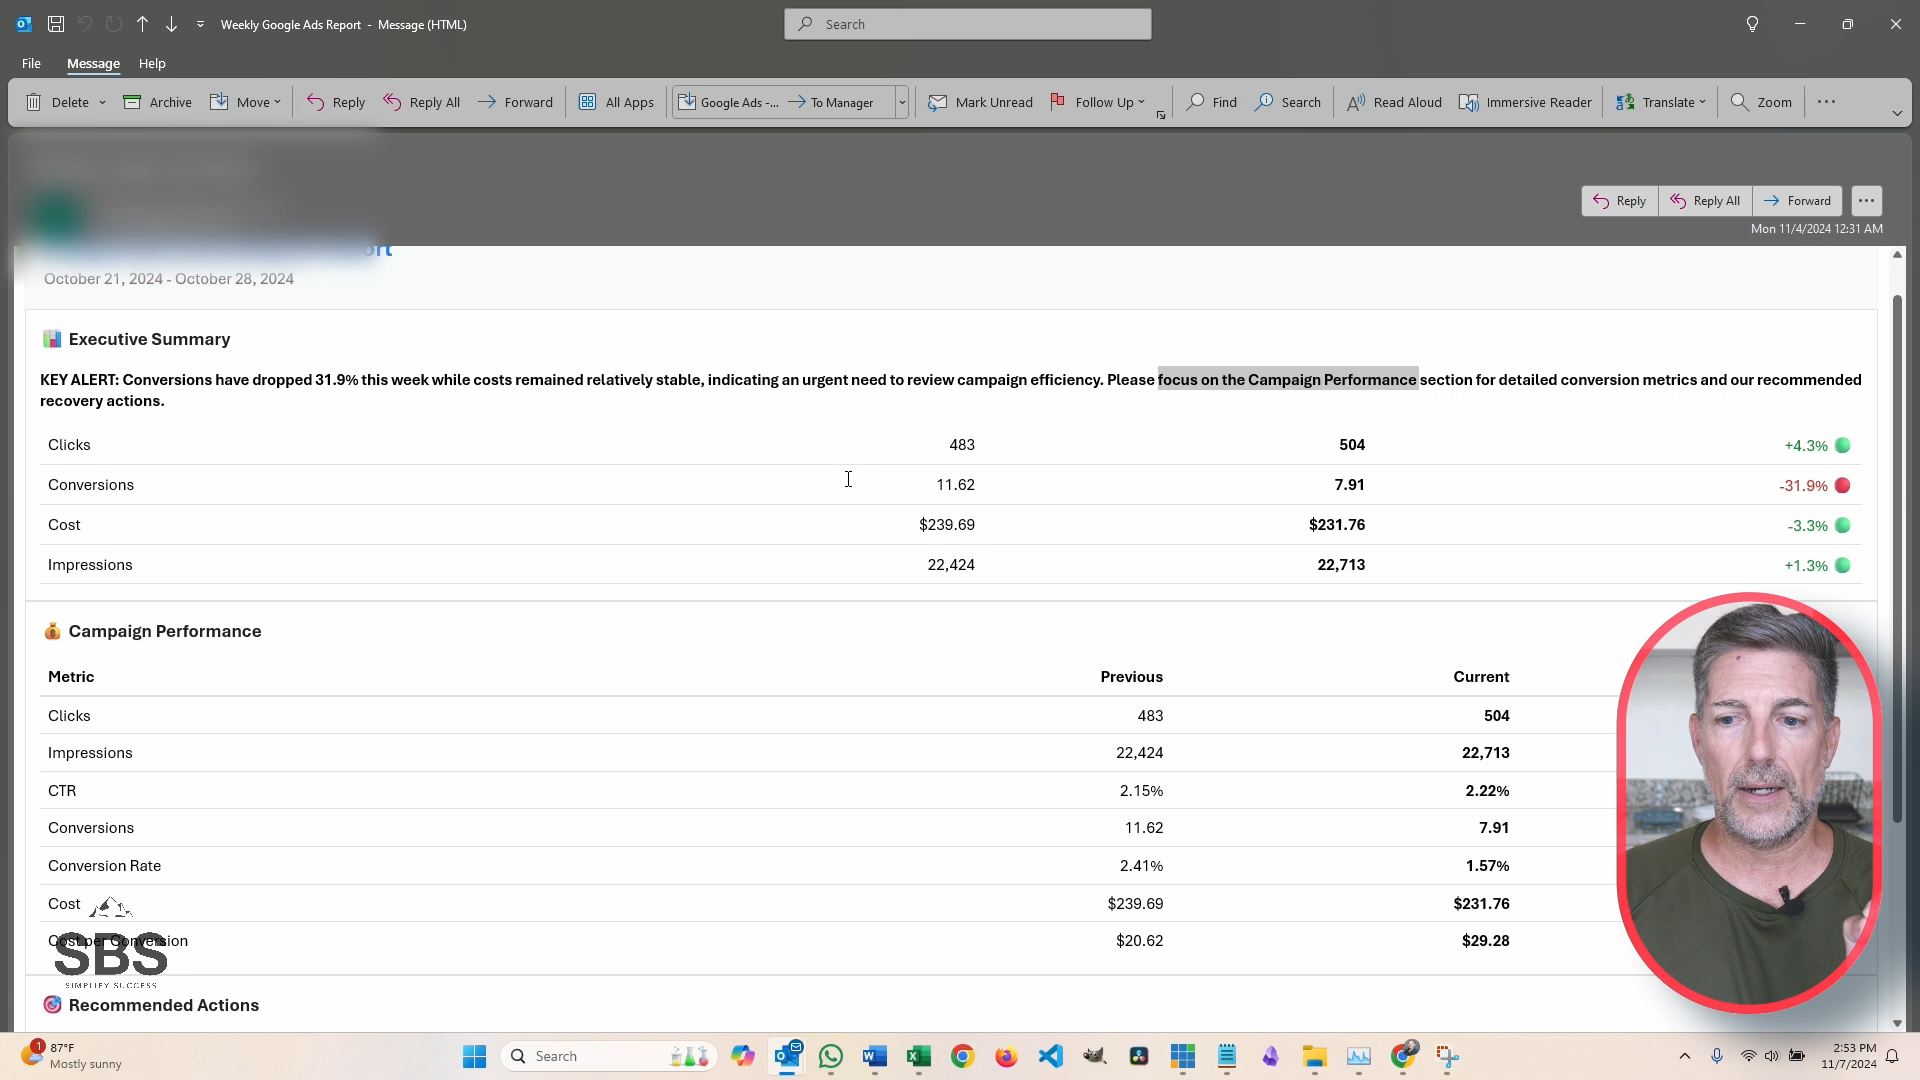 Weekly Google Ads Report - Message (HTML)
Search
File Message Help
Delete Archive Move Reply Reply All Forward All Apps Google Ads -... To Manager Mark Unread Follow Up Find Search Read Aloud Immersive Reader Translate Zoom
Reply Reply All Forward
Mon 11/4/2024 12:31 AM
October 21, 2024 - October 28, 2024
Executive Summary
KEY ALERT: Conversions have dropped 31.9% this week while costs remained relatively stable, indicating an urgent need to review campaign efficiency. Please focus on the Campaign Performance section for detailed conversion metrics and our recommended
recovery actions.
Clicks 483 504 +4.3%
Conversions 11.62 7.91 -31.9%
Cost $239.69 $231.76 -3.3%
Impressions 22,424 22,713 +1.3%
Campaign Performance
Metric Previous Current
Clicks 483 504
Impressions 22,424 22,713
CTR 2.15% 2.22%
Conversions 11.62 7.91
Conversion Rate 2.41% 1.57%
Cost $239.69 $231.76
Cost per Conversion $20.62 $29.28
SBS
SIMPLIFY SUCCESS
Recommended Actions
1
87°F
Mostly sunny
Search
2:53 PM
11/7/2024